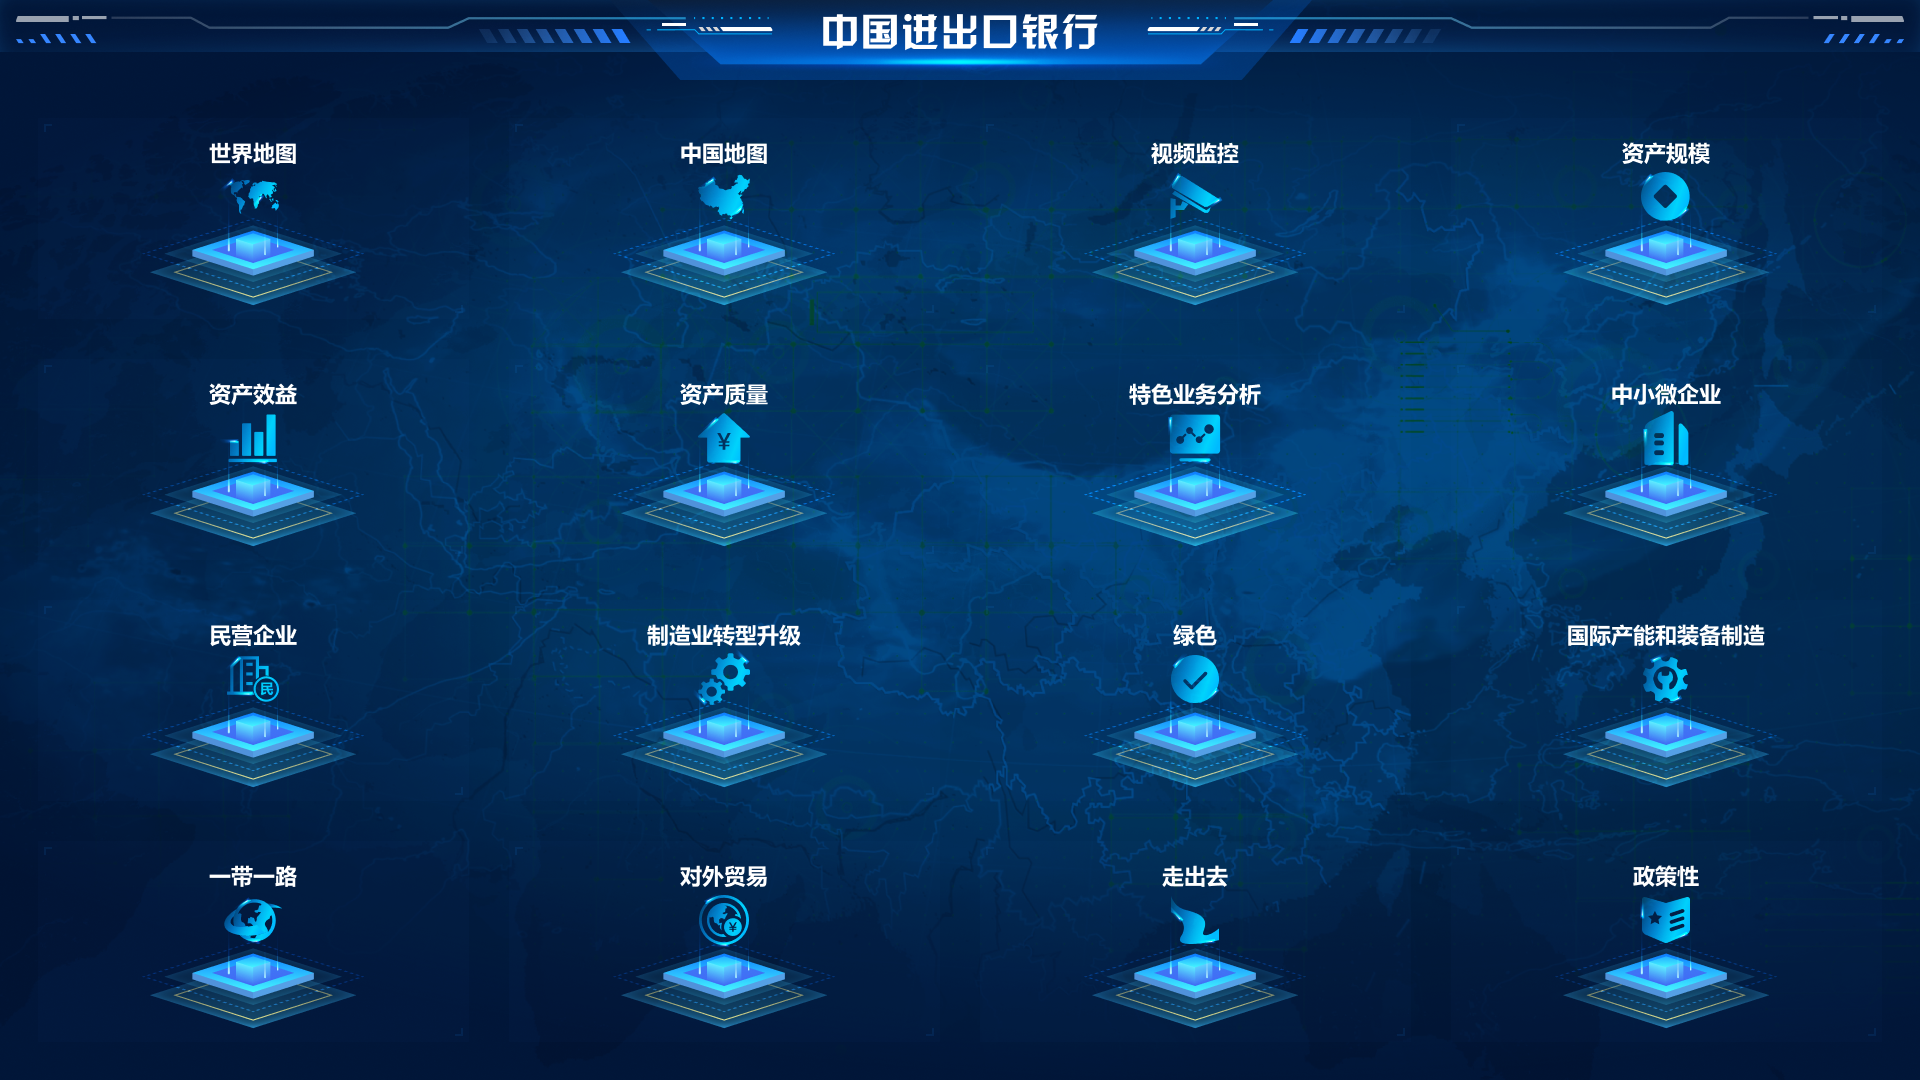 中国进出口银行
世界地图
中国地图
视频监控
资产规模
资产效益
资产质量
¥
特色业务分析
中小微企业
民营企业
民
制造业转型升级
绿色
国际产能和装备制造
一带一路
对外贸易
¥
走出去
政策性